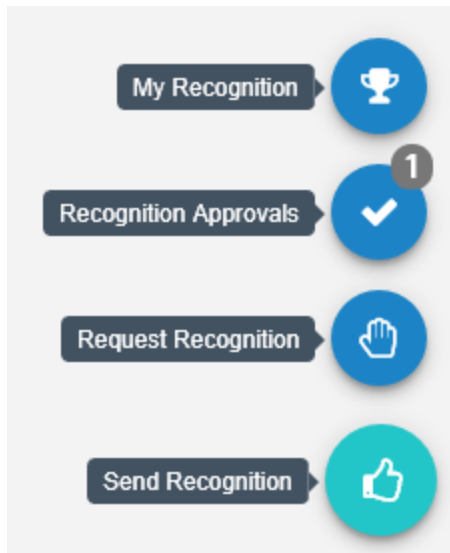 My Recognition
1
Recognition Approvals
Request Recognition
Send Recognition